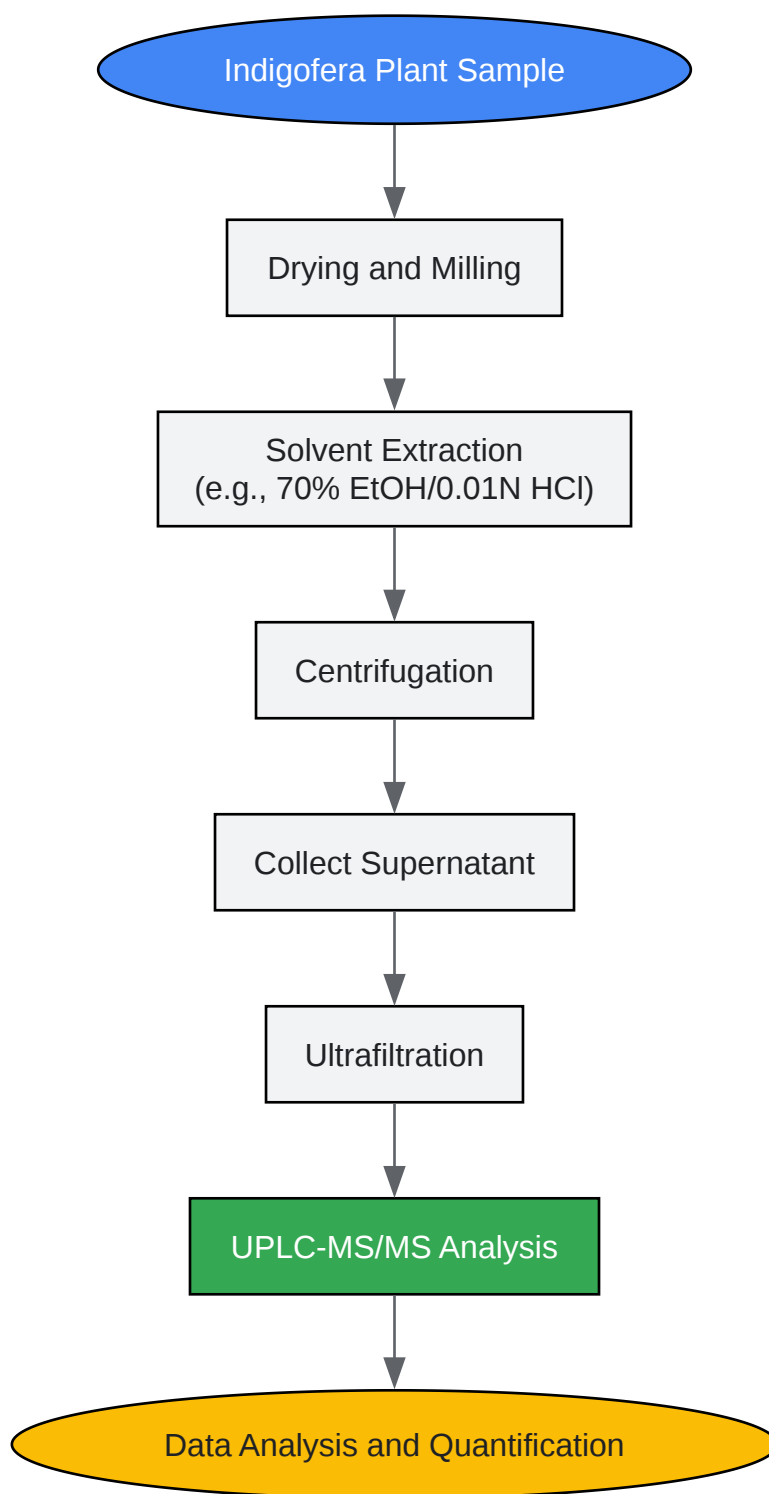 Indigofera Plant Sample
Drying and Milling
Solvent Extraction
(e.g., 70% EtOH/0.01N HCl)
Centrifugation
Collect Supernatant
Ultrafiltration
UPLC-MS/MS Analysis
Data Analysis and Quantification